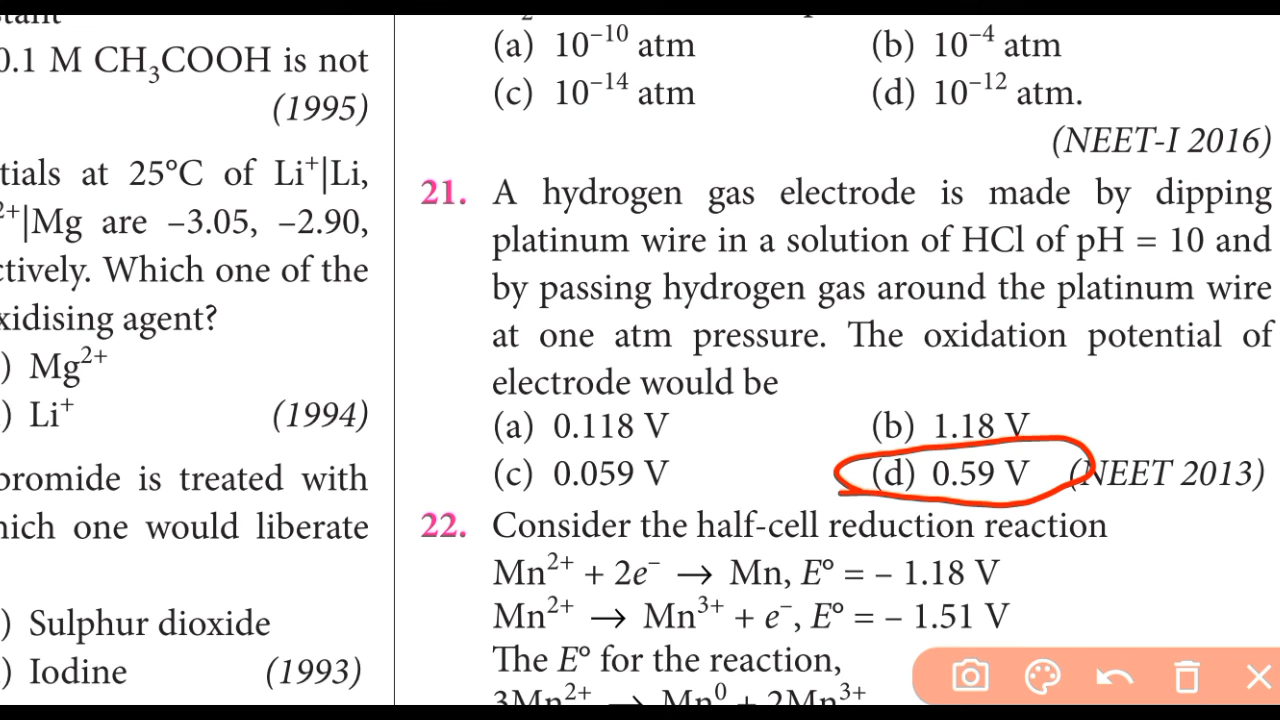 0.1 M CH₃COOH is not
(1995)
tials at 25°C of Li⁺|Li,
²⁺|Mg are –3.05, –2.90,
ctively. Which one of the
xidising agent?
) Mg²⁺
) Li⁺ (1994)
bromide is treated with
hich one would liberate
) Sulphur dioxide
) Iodine (1993)
(a) 10⁻¹⁰ atm (b) 10⁻⁴ atm
(c) 10⁻¹⁴ atm (d) 10⁻¹² atm.
(NEET-I 2016)
21. A hydrogen gas electrode is made by dipping
platinum wire in a solution of HCl of pH = 10 and
by passing hydrogen gas around the platinum wire
at one atm pressure. The oxidation potential of
electrode would be
(a) 0.118 V (b) 1.18 V
(c) 0.059 V (d) 0.59 V (NEET 2013)
22. Consider the half-cell reduction reaction
Mn²⁺ + 2e⁻ → Mn, E° = – 1.18 V
Mn²⁺ → Mn³⁺ + e⁻, E° = – 1.51 V
The E° for the reaction,
3Mn²⁺ → Mn⁰ + 2Mn³⁺